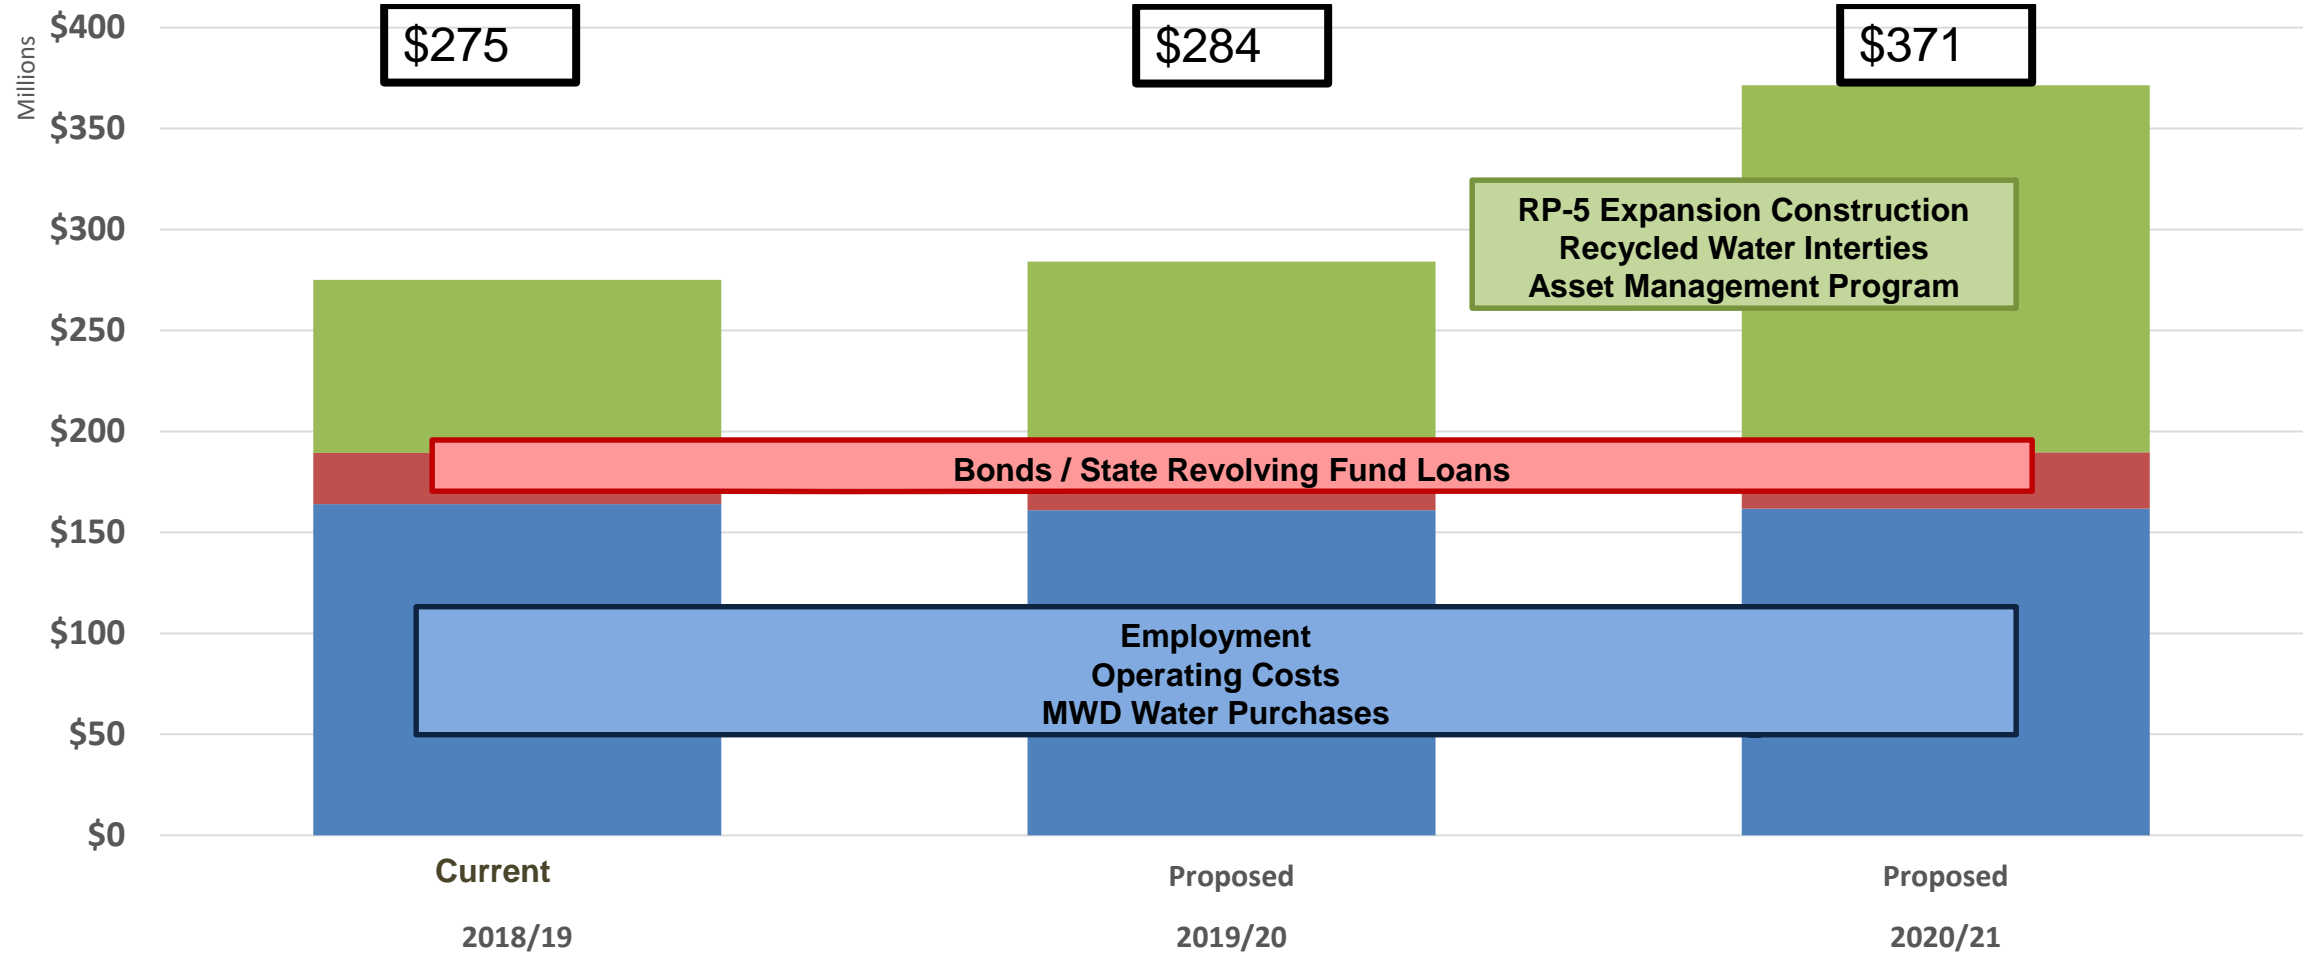 Millions
$400
$350
$300
$250
$200
$150
$100
$50
$0
$275
$284
$371
RP-5 Expansion Construction
Recycled Water Interties
Asset Management Program
Bonds / State Revolving Fund Loans
Employment
Operating Costs
MWD Water Purchases
Current
Proposed
Proposed
2018/19
2019/20
2020/21